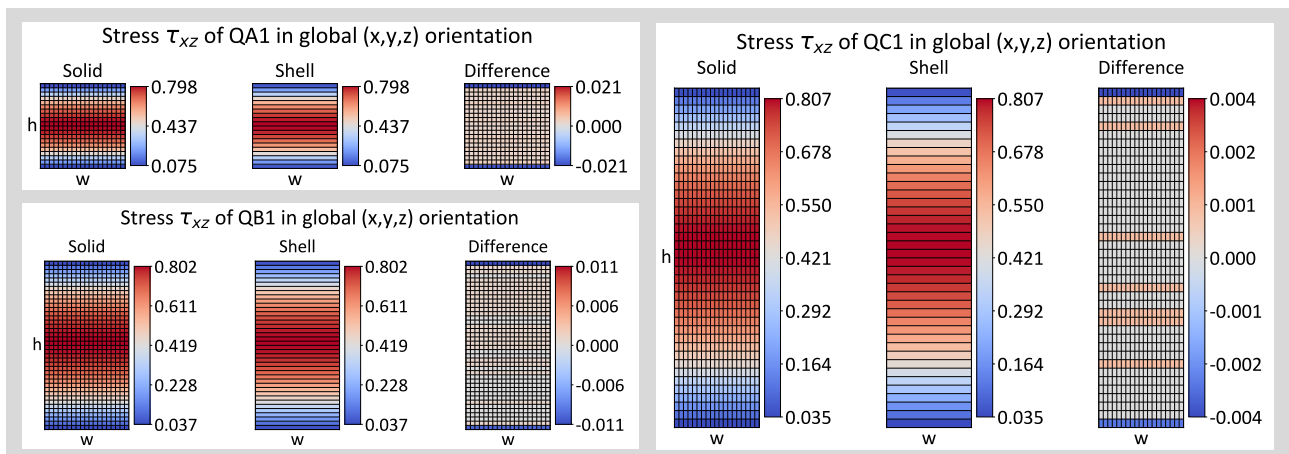 Stress τxz of QA1 in global (x,y,z) orientation
Solid Shell Difference
0.798 0.798 0.021
h 0.437 0.437 0.000
0.075 0.075 -0.021
w w w
Stress τxz of QB1 in global (x,y,z) orientation
Solid Shell Difference
0.802 0.802 0.011
0.611 0.611 0.006
h 0.419 0.419 0.000
0.228 0.228 -0.006
0.037 0.037 -0.011
w w w
Stress τxz of QC1 in global (x,y,z) orientation
Solid Shell Difference
0.807 0.807 0.004
0.678 0.678 0.002
0.550 0.550 0.001
h 0.421 0.421 0.000
0.292 0.292 -0.001
0.164 0.164 -0.002
0.035 0.035 -0.004
w w w